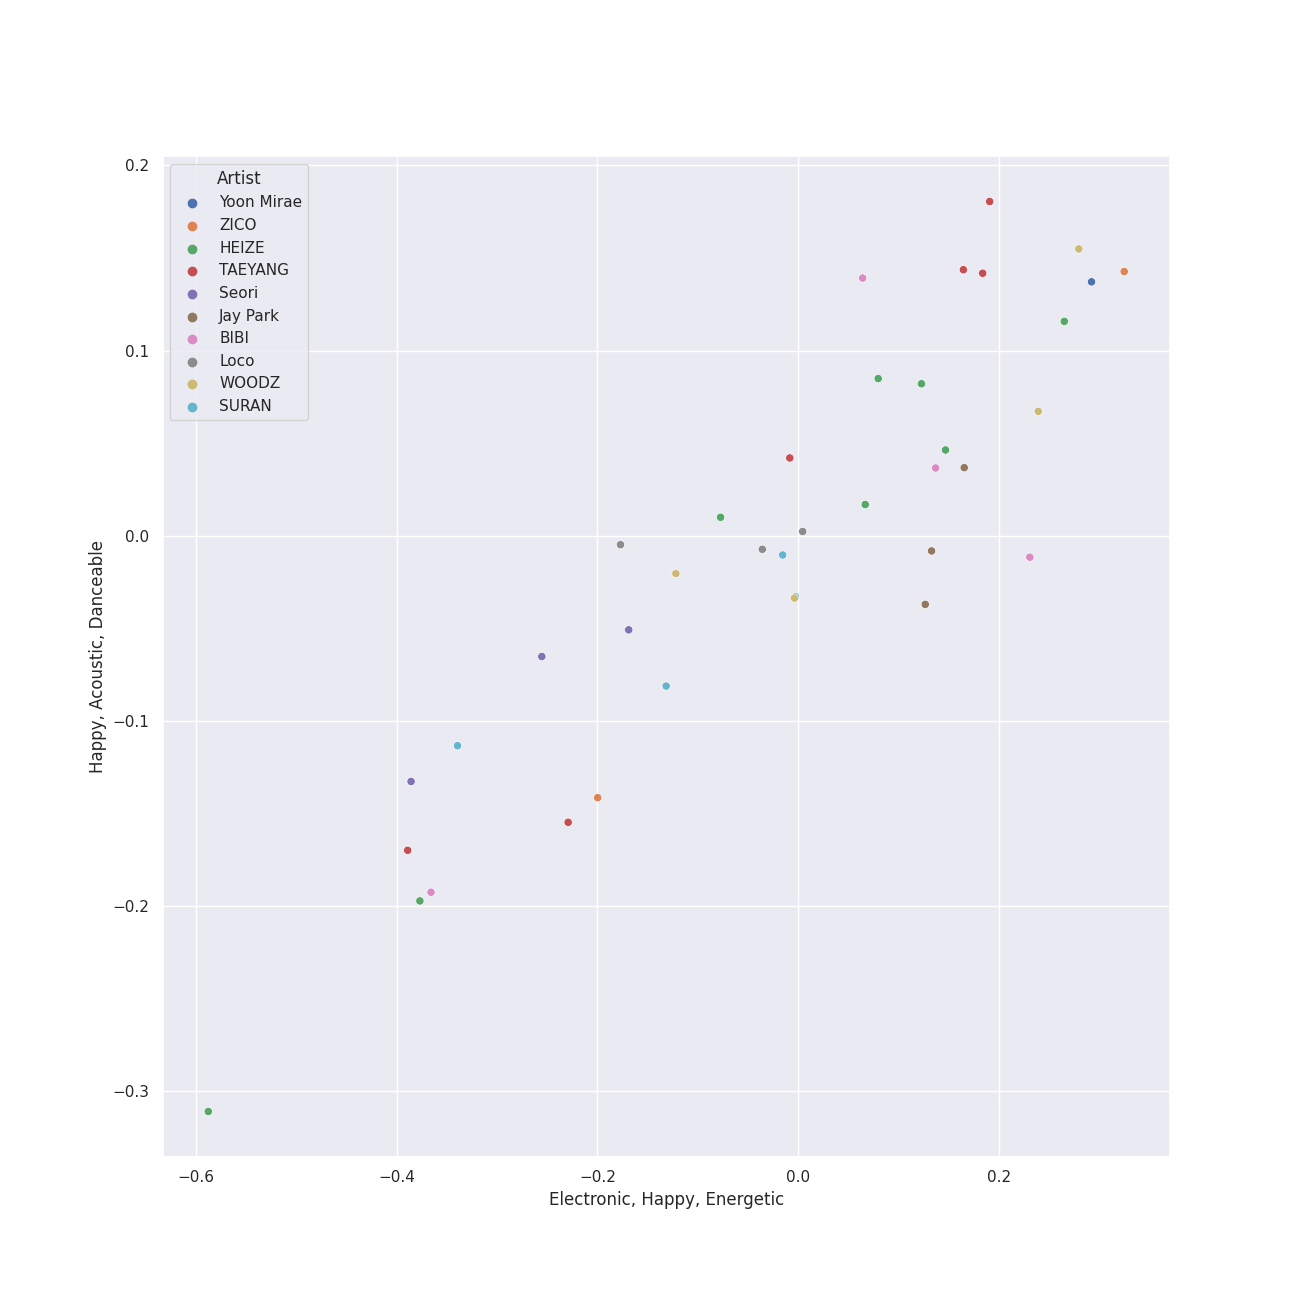 Artist
Yoon Mirae
ZICO
HEIZE
TAEYANG
Seori
Jay Park
BIBI
Loco
WOODZ
SURAN
0.2
0.1
0.0
−0.1
−0.2
−0.3
Happy, Acoustic, Danceable
−0.6
−0.4
−0.2
0.0
0.2
Electronic, Happy, Energetic